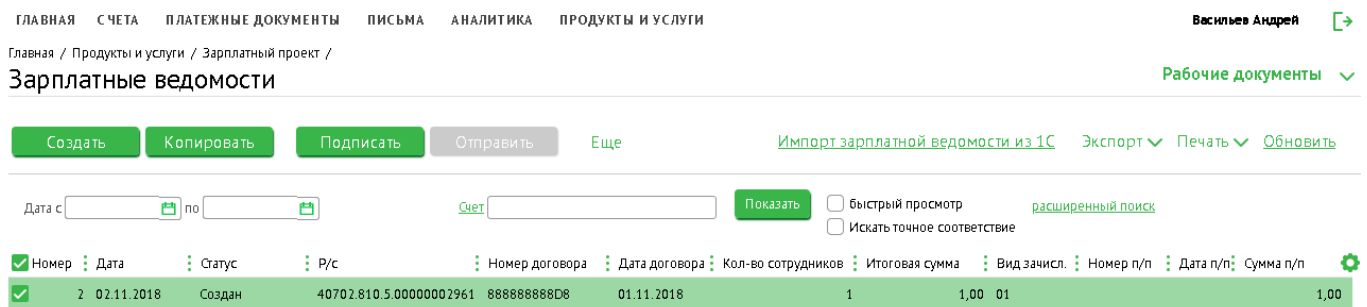 ГЛАВНАЯ СЧЕТА ПЛАТЕЖНЫЕ ДОКУМЕНТЫ ПИСЬМА АНАЛИТИКА ПРОДУКТЫ И УСЛУГИ Васильев Андрей
Главная / Продукты и услуги / Зарплатный проект /
Зарплатные ведомости
Рабочие документы
Создать Копировать Подписать Отправить Еще Импорт зарплатной ведомости из 1С Экспорт Печать Обновить
Дата с по Счет Показать быстрый просмотр расширенный поиск
Искать точное соответствие
Номер Дата Статус Р/с Номер договора Дата договора Кол-во сотрудников Итоговая сумма Вид зачисл. Номер п/п Дата п/п Сумма п/п
2 02.11.2018 Создан 40702.810.5.00000002961 888888888D8 01.11.2018 1 1,00 01 1,00